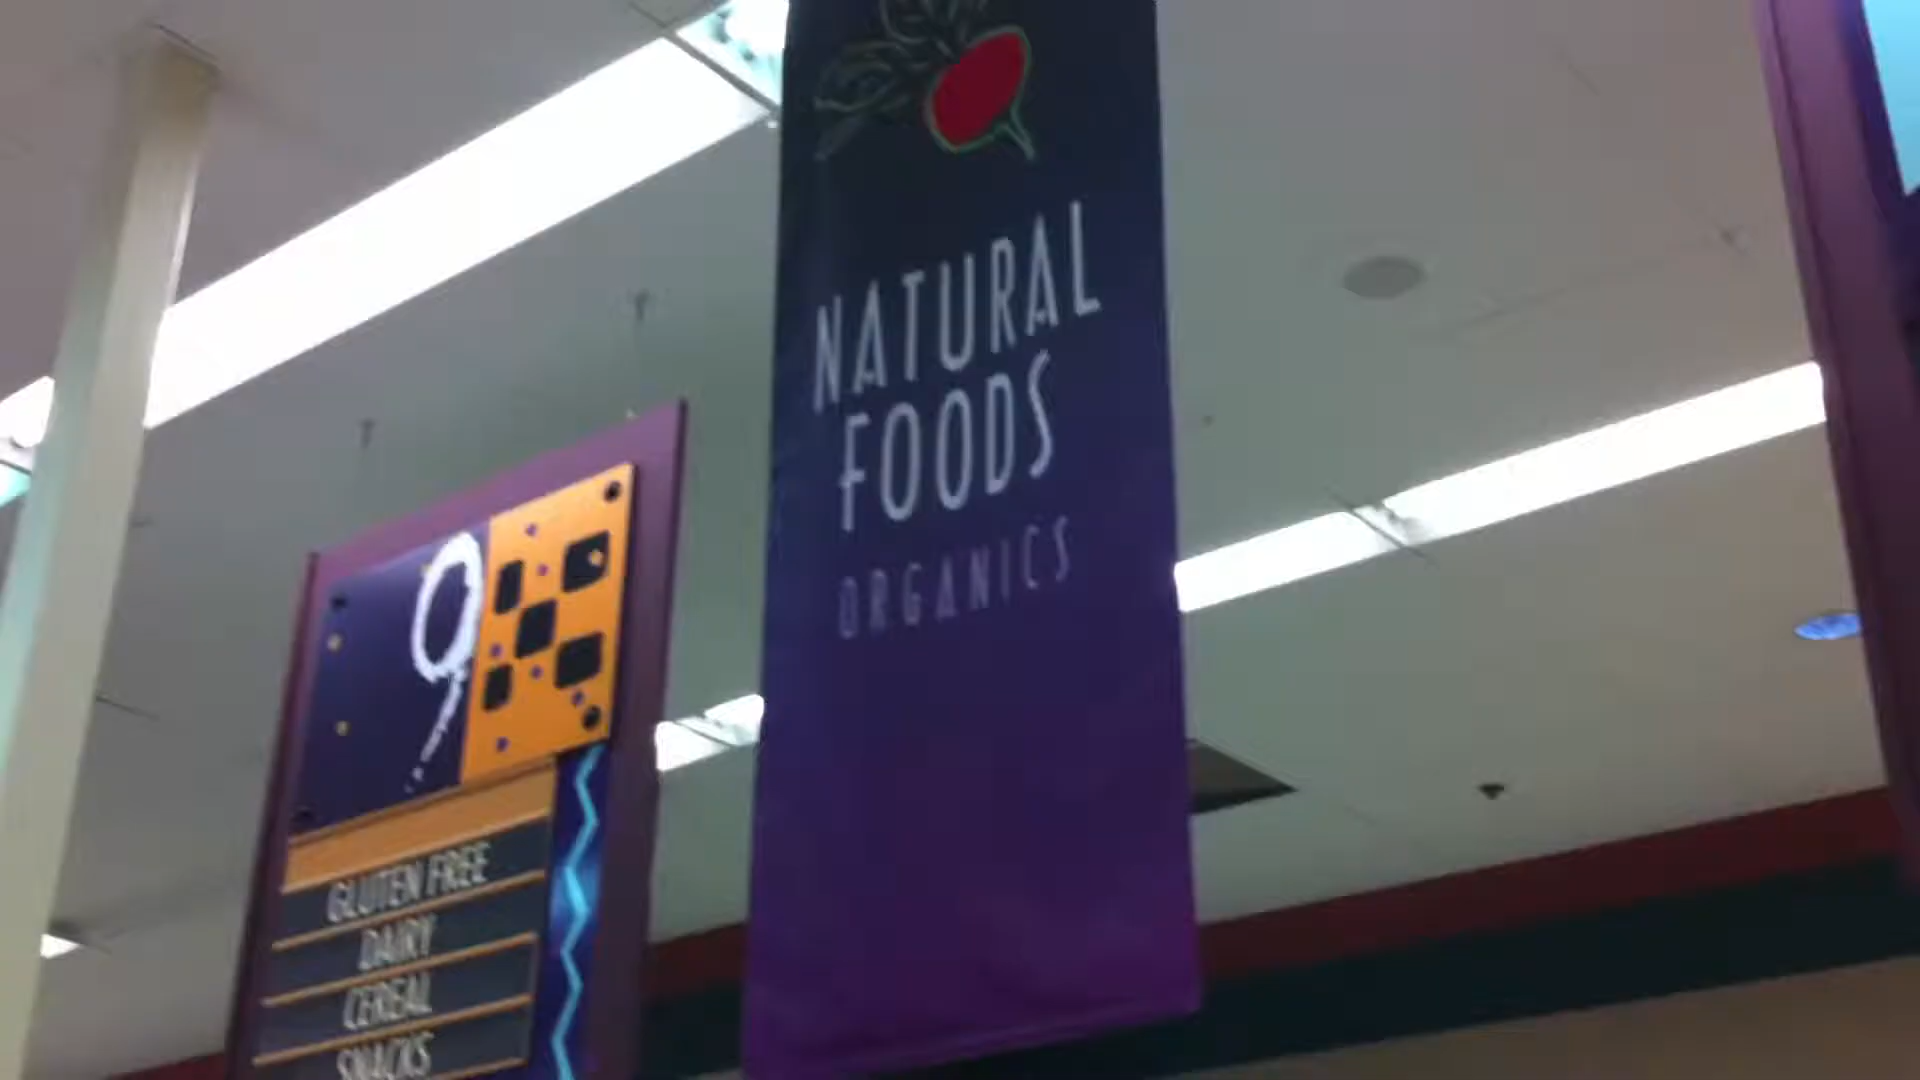 NATURAL
FOODS
ORGANICS
9
GLUTEN FREE
DAIRY
CEREAL
SNACKS